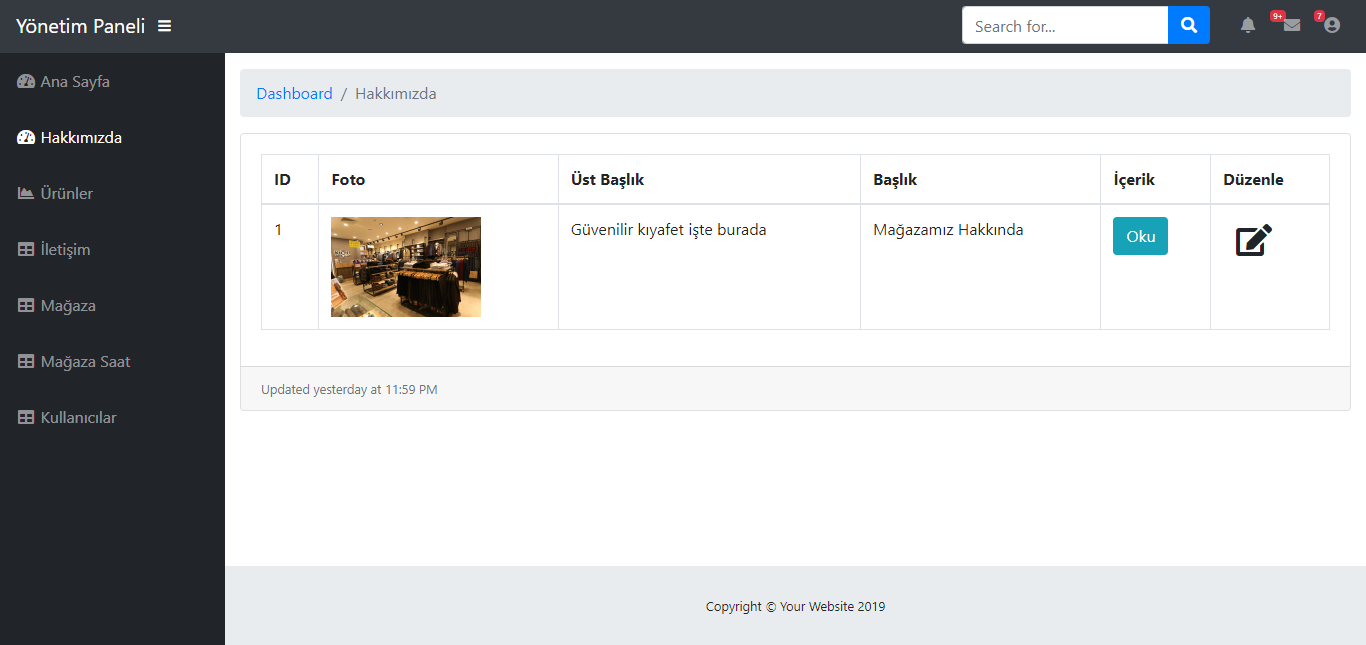 Yönetim Paneli
Search for...
9+
7
Ana Sayfa
Hakkımızda
Ürünler
İletişim
Mağaza
Mağaza Saat
Kullanıcılar
Dashboard / Hakkımızda
ID Foto Üst Başlık Başlık İçerik Düzenle
1 Güvenilir kıyafet işte burada Mağazamız Hakkında Oku
Updated yesterday at 11:59 PM
Copyright © Your Website 2019